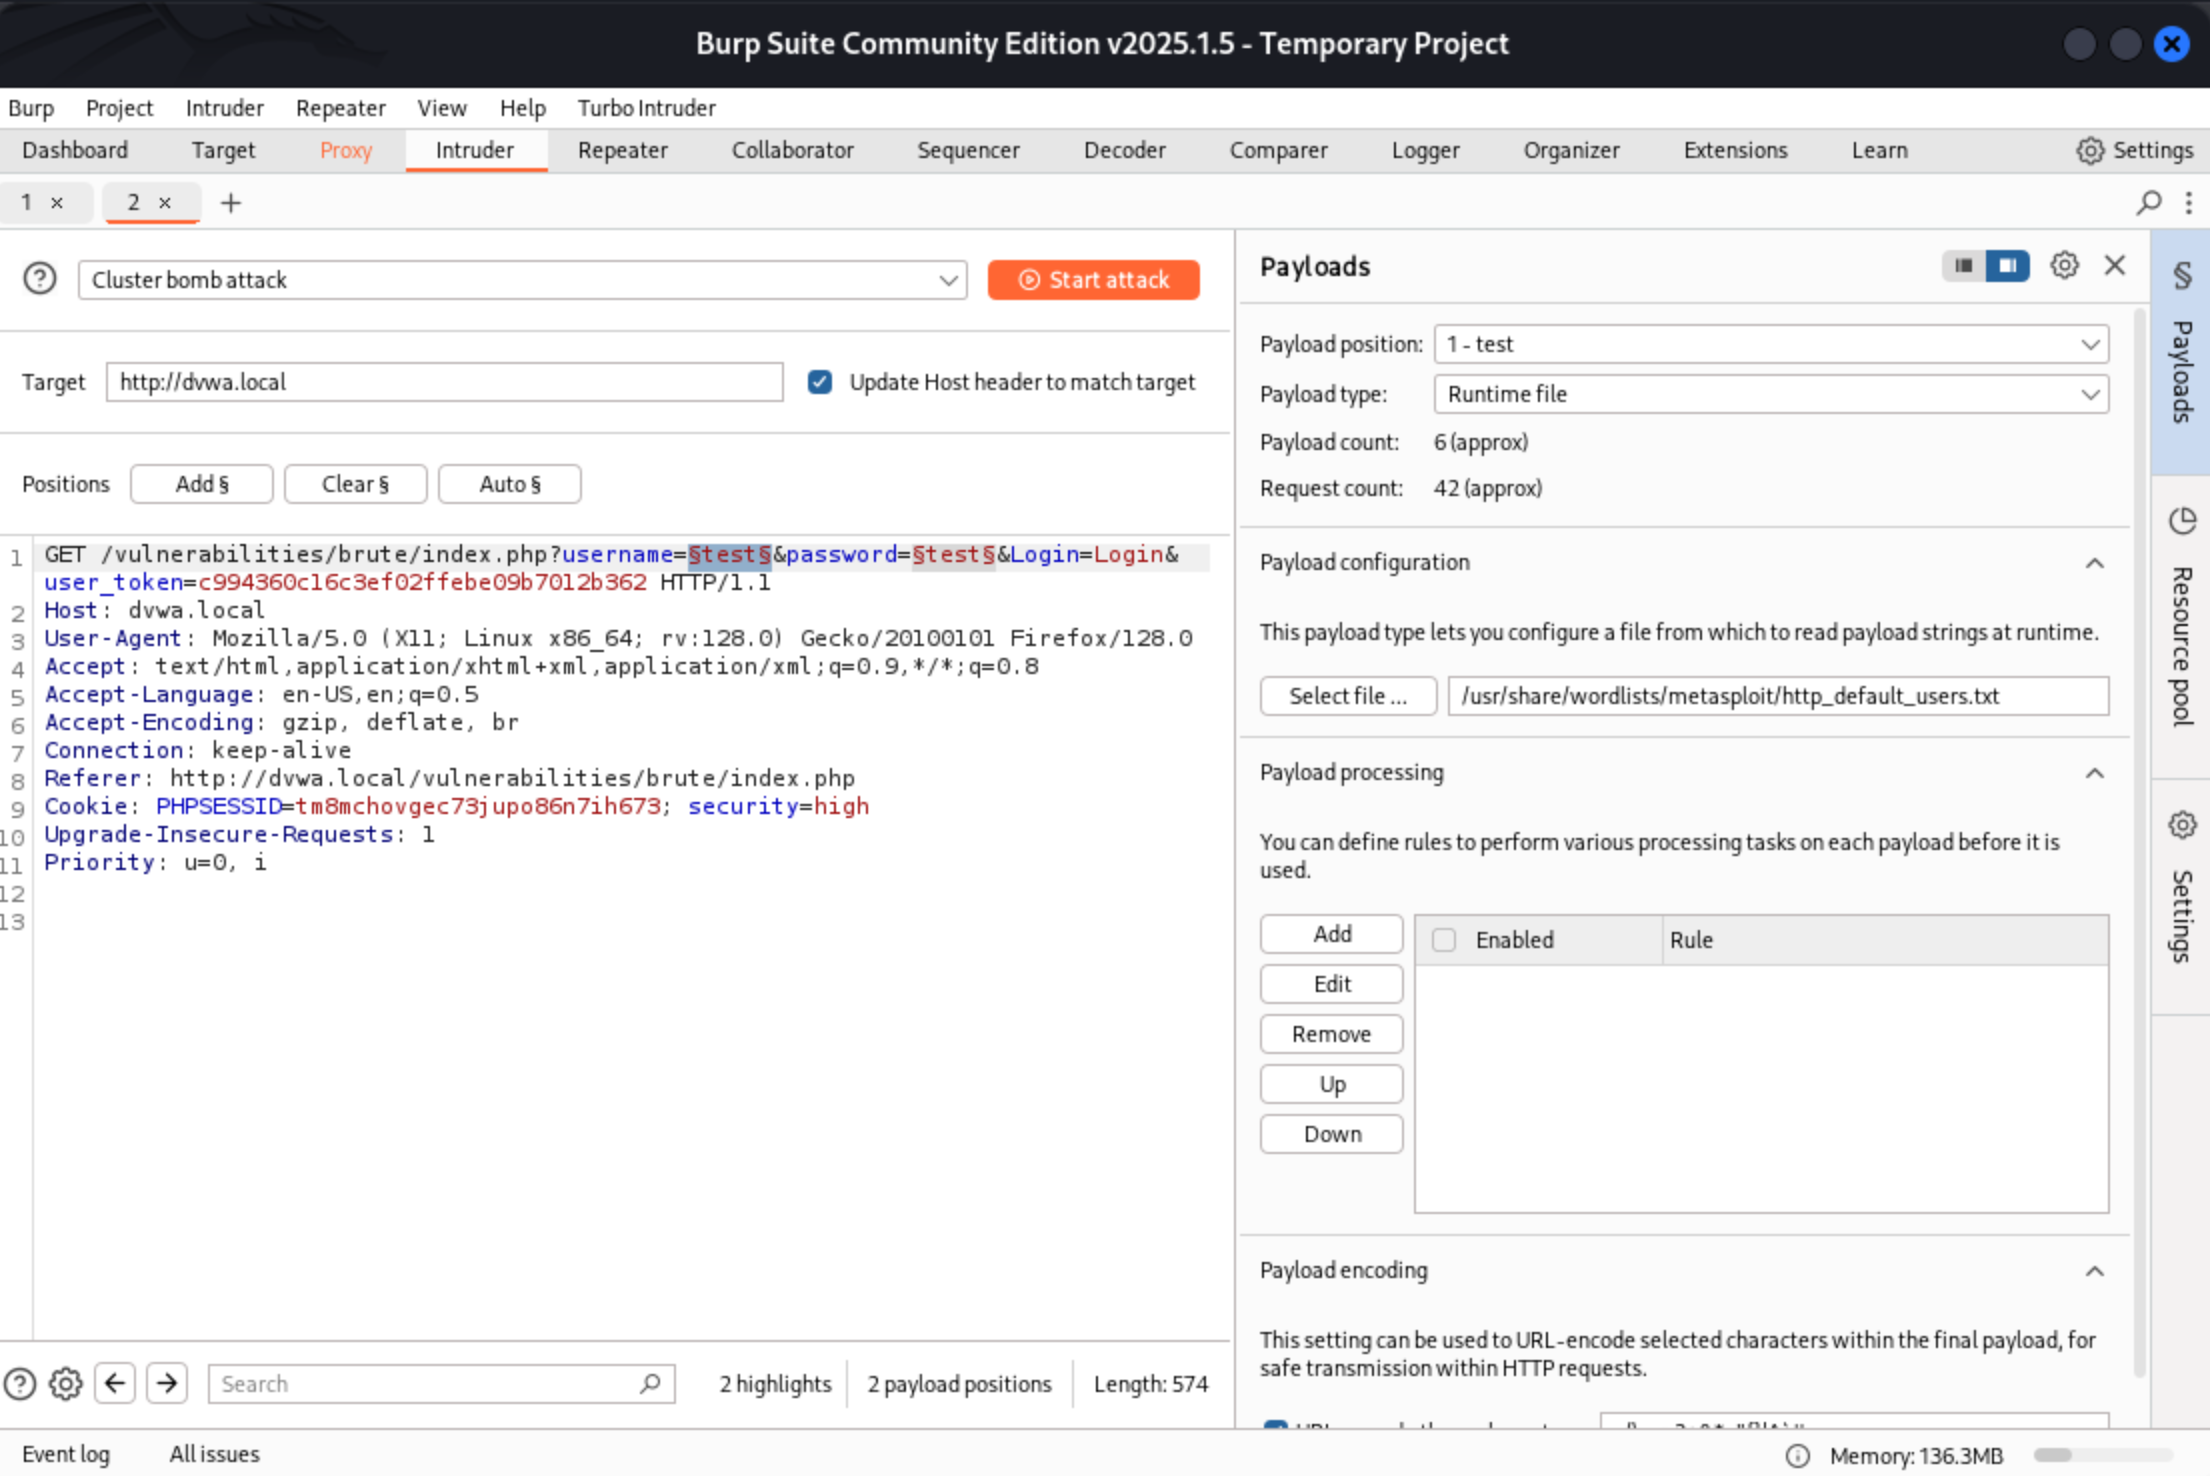 Burp Suite Community Edition v2025.1.5 - Temporary Project
Burp Project Intruder Repeater View Help Turbo Intruder
Dashboard Target Proxy Intruder Repeater Collaborator Sequencer Decoder Comparer Logger Organizer Extensions Learn Settings
1 × 2 × +
Cluster bomb attack
Start attack
Target http://dvwa.local
Update Host header to match target
Positions Add § Clear § Auto §
1 GET /vulnerabilities/brute/index.php?username=§test§&password=§test§&Login=Login&
user_token=c994360c16c3ef02ffebe09b7012b362 HTTP/1.1
2 Host: dvwa.local
3 User-Agent: Mozilla/5.0 (X11; Linux x86_64; rv:128.0) Gecko/20100101 Firefox/128.0
4 Accept: text/html,application/xhtml+xml,application/xml;q=0.9,*/*;q=0.8
5 Accept-Language: en-US,en;q=0.5
6 Accept-Encoding: gzip, deflate, br
7 Connection: keep-alive
8 Referer: http://dvwa.local/vulnerabilities/brute/index.php
9 Cookie: PHPSESSID=tm8mchovgec73jupo86n7ih673; security=high
10 Upgrade-Insecure-Requests: 1
11 Priority: u=0, i
12
13
Search
2 highlights
2 payload positions
Length: 574
Payloads
Payload position: 1 - test
Payload type: Runtime file
Payload count: 6 (approx)
Request count: 42 (approx)
Payload configuration
This payload type lets you configure a file from which to read payload strings at runtime.
Select file ... /usr/share/wordlists/metasploit/http_default_users.txt
Payload processing
You can define rules to perform various processing tasks on each payload before it is
used.
Add
Edit
Remove
Up
Down
Enabled Rule
Payload encoding
This setting can be used to URL-encode selected characters within the final payload, for
safe transmission within HTTP requests.
§ Payloads
Resource pool
Settings
Event log All issues
Memory: 136.3MB